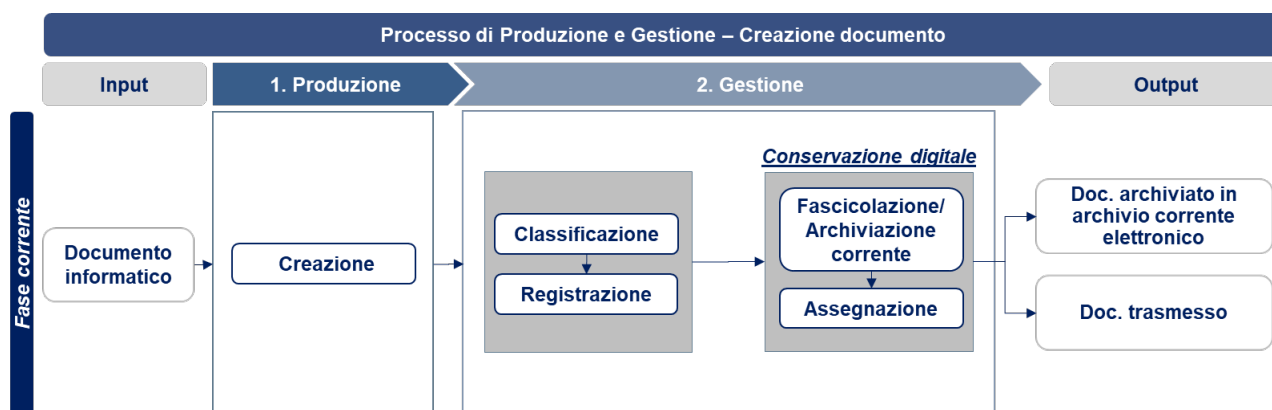 Processo di Produzione e Gestione – Creazione documento
Input
1. Produzione
2. Gestione
Output
Fase corrente
Documento
informatico
Creazione
Classificazione
Registrazione
Conservazione digitale
Fascicolazione/
Archiviazione
corrente
Assegnazione
Doc. archiviato in
archivio corrente
elettronico
Doc. trasmesso